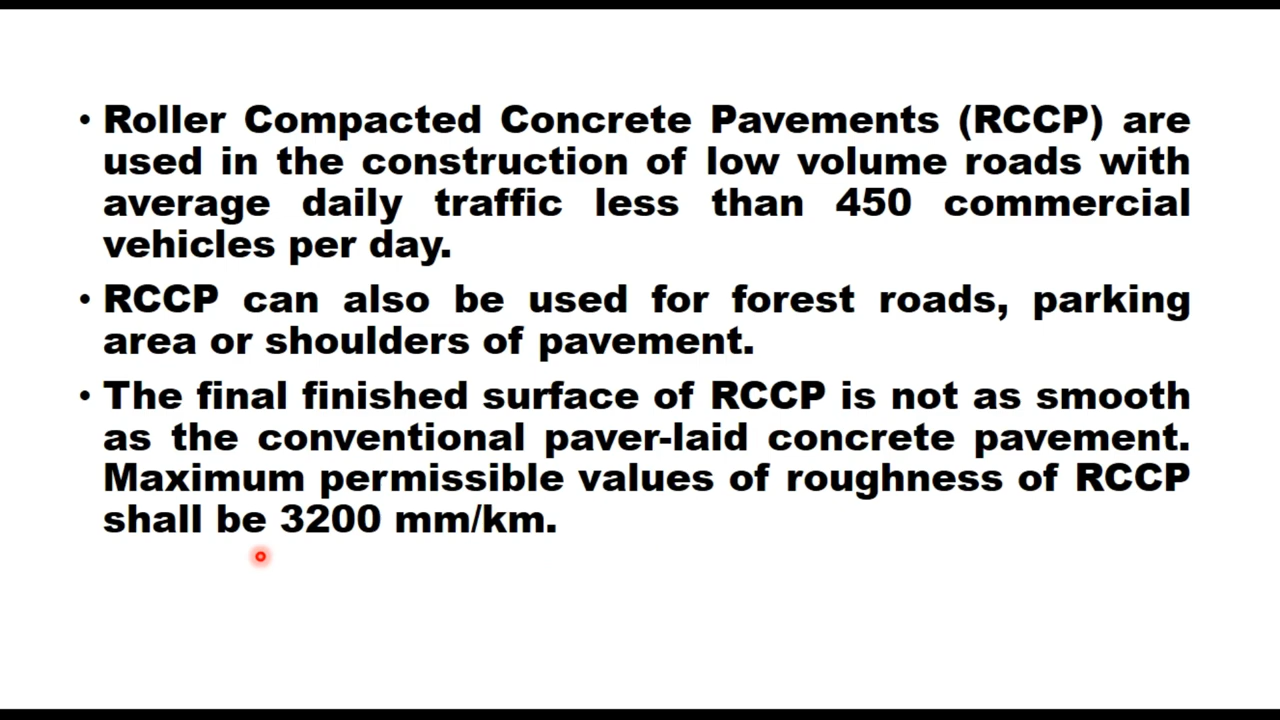 • Roller Compacted Concrete Pavements (RCCP) are
used in the construction of low volume roads with
average daily traffic less than 450 commercial
vehicles per day.
• RCCP can also be used for forest roads, parking
area or shoulders of pavement.
• The final finished surface of RCCP is not as smooth
as the conventional paver-laid concrete pavement.
Maximum permissible values of roughness of RCCP
shall be 3200 mm/km.